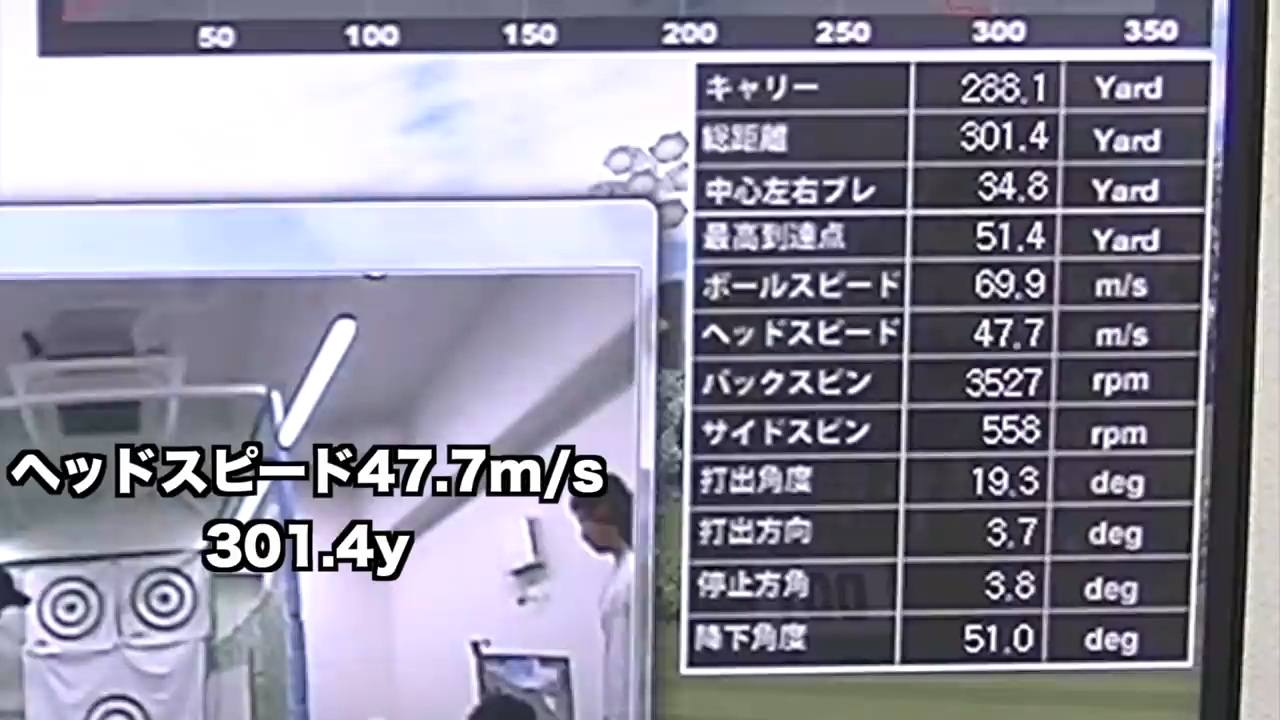 50 100 150 200 250 300 350
キャリー 288.1 Yard
総距離 301.4 Yard
中心左右ブレ 34.8 Yard
最高到達点 51.4 Yard
ボールスピード 69.9 m/s
ヘッドスピード 47.7 m/s
バックスピン 3527 rpm
サイドスピン 558 rpm
打出角度 19.3 deg
打出方向 3.7 deg
停止方角 3.8 deg
降下角度 51.0 deg
ヘッドスピード47.7m/s
301.4y